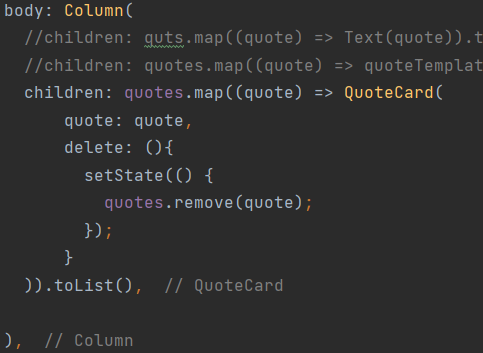 body: Column(
  //children: quts.map((quote) => Text(quote)).t
  //children: quotes.map((quote) => quoteTemplat
  children: quotes.map((quote) => QuoteCard(
      quote: quote,
      delete: (){
        setState(() {
          quotes.remove(quote);
        });
      }
  )).toList(),  // QuoteCard
),  // Column